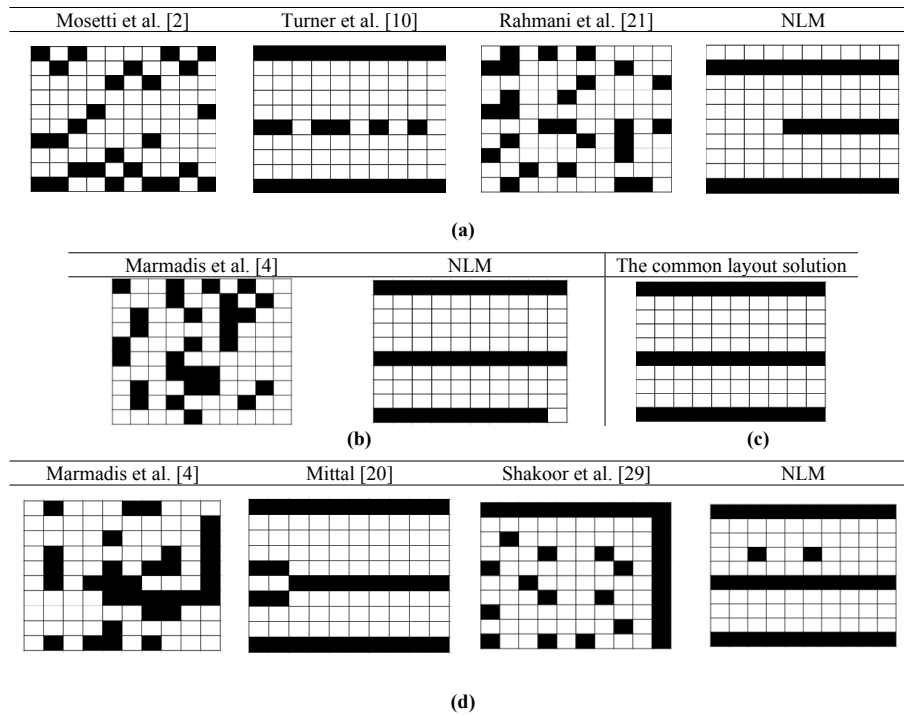 Mosetti et al. [2] Turner et al. [10] Rahmani et al. [21] NLM
(a)
Marmadis et al. [4] NLM The common layout solution
(b) (c)
Marmadis et al. [4] Mittal [20] Shakoor et al. [29] NLM
(d)